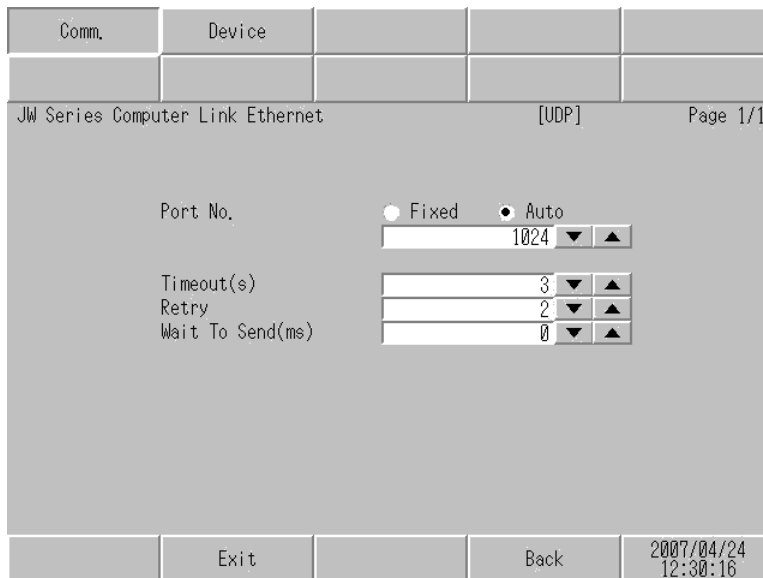 Comm. Device
JW Series Computer Link Ethernet [UDP] Page 1/1
Port No. Fixed Auto
1024
Timeout(s) 3
Retry 2
Wait To Send(ms) 0
Exit Back 2007/04/24
12:30:16